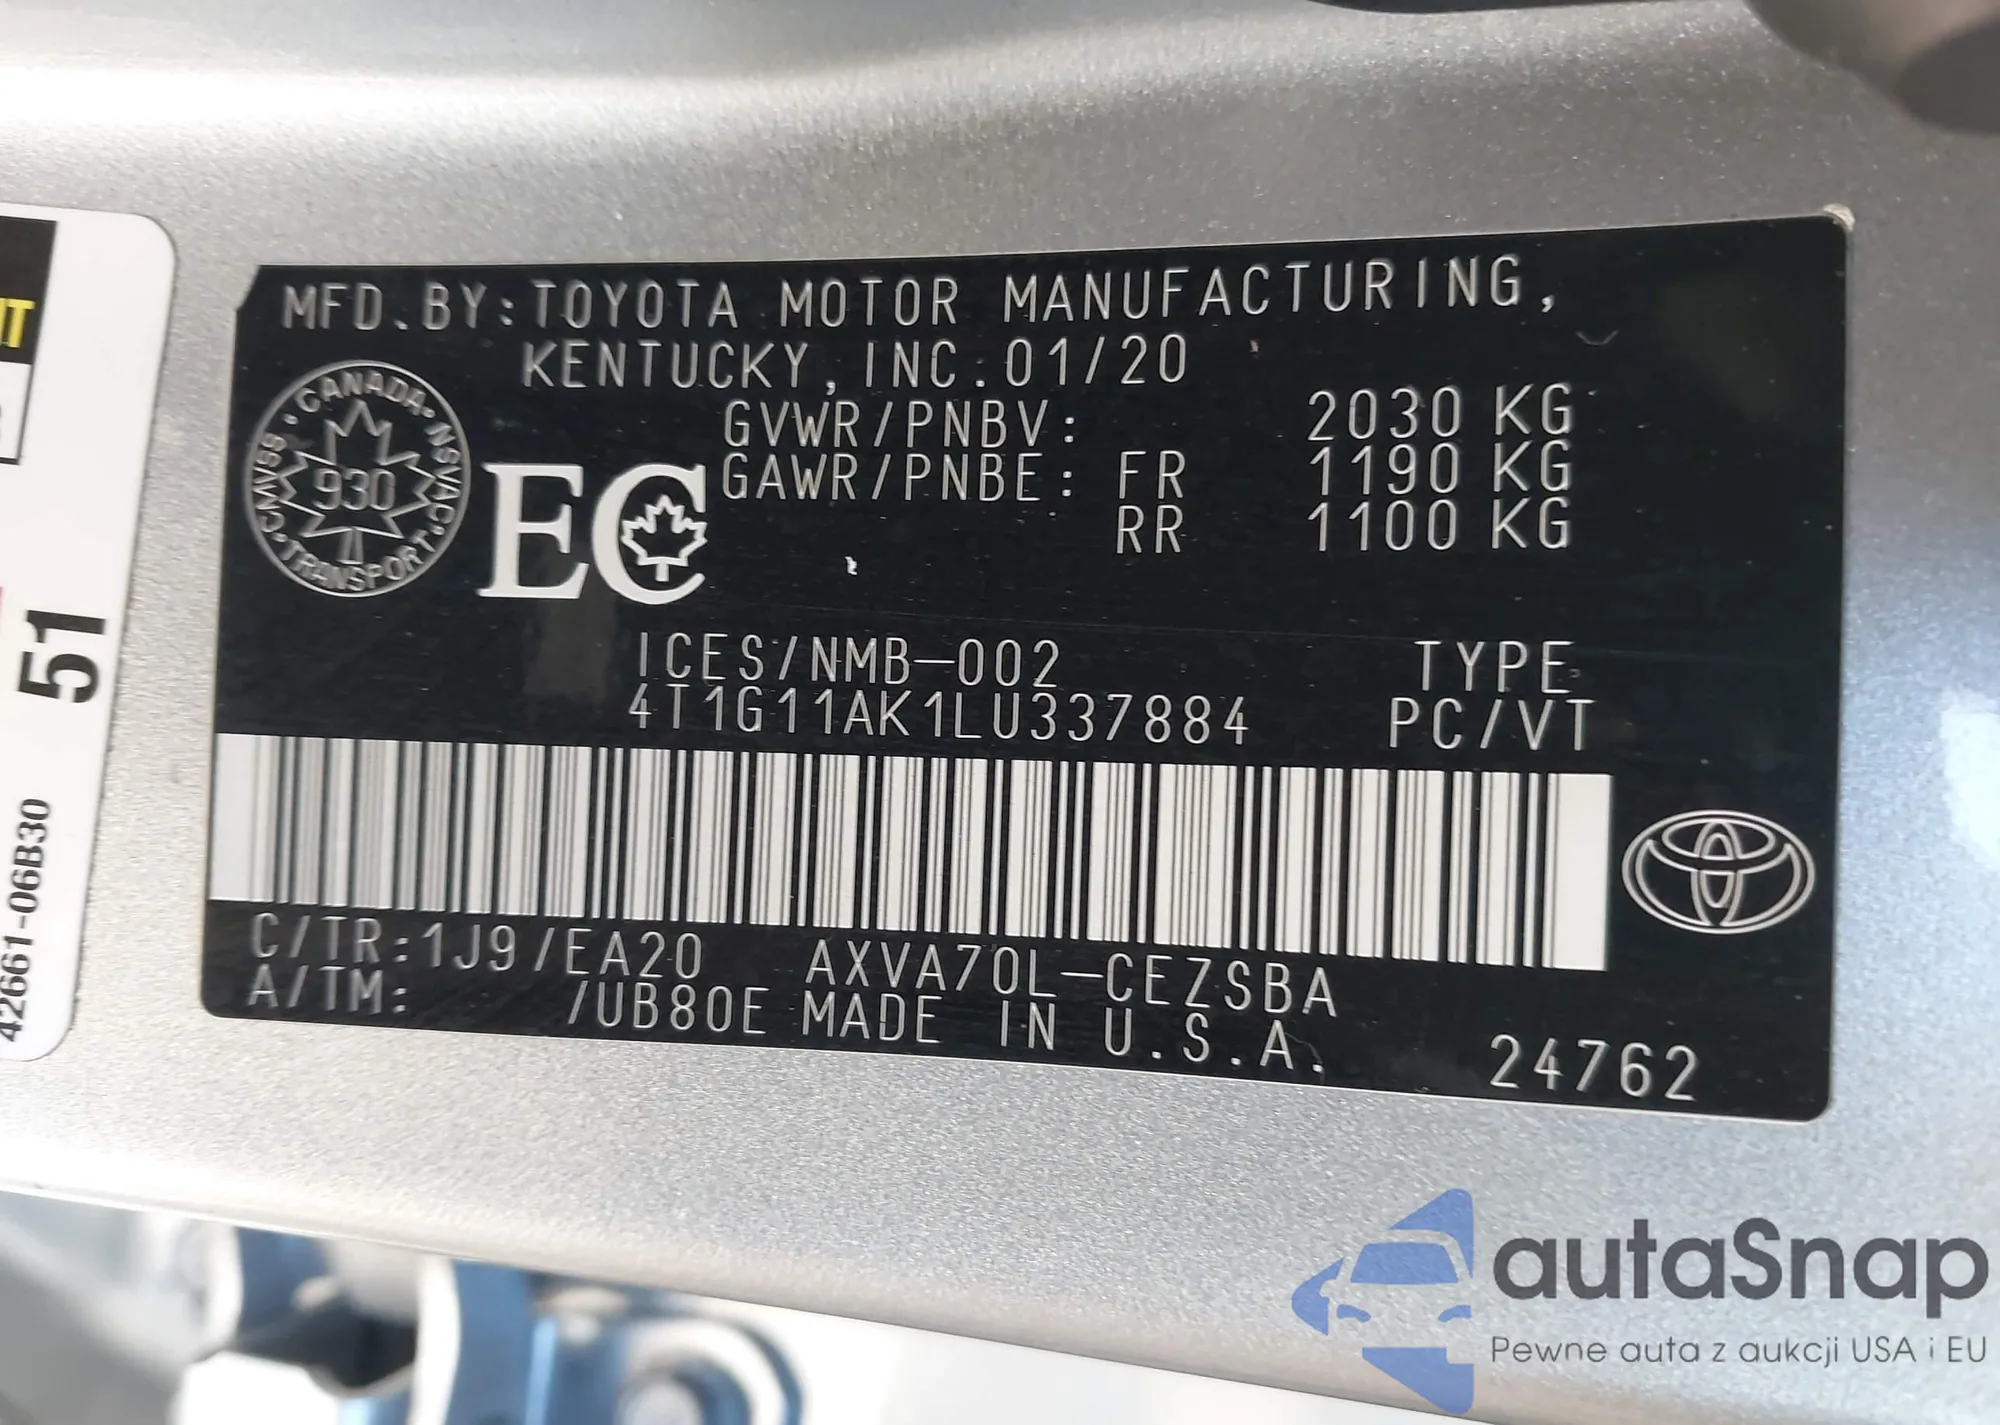 MFD.BY:TOYOTA MOTOR MANUFACTURING,
KENTUCKY, INC.01/20
GVWR/PNBV: 2030 KG
GAWR/PNBE: FR 1190 KG
RR 1100 KG
CANADA
NSVAC
TRANSPORT
CMVSS
930
EC
ICES/NMB-002 TYPE
4T1G11AK1LU337884 PC/VT
C/TR:1J9/EA20 AXVA70L-CEZSBA
A/TM: /UB80E MADE IN U.S.A.
24762
51
42661-06B30
autaSnap
Pewne auta z aukcji USA i EU